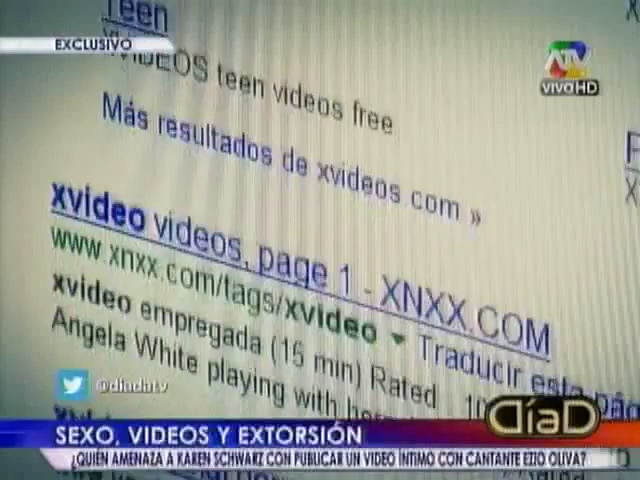 Teen
EXCLUSIVO
XVIDEOS teen videos free
ATV
VIVO HD
Más resultados de xvideos.com »
xvideo videos, page 1 - XNXX.COM
www.xnxx.com/tags/xvideo Traducir esta pág
xvideo empregada (15 min) Rated
Angela White playing with
@diadatv
DíaD
SEXO, VIDEOS Y EXTORSIÓN
¿QUIÉN AMENAZA A KAREN SCHWARZ CON PUBLICAR UN VIDEO ÍNTIMO CON CANTANTE EZIO OLIVA?